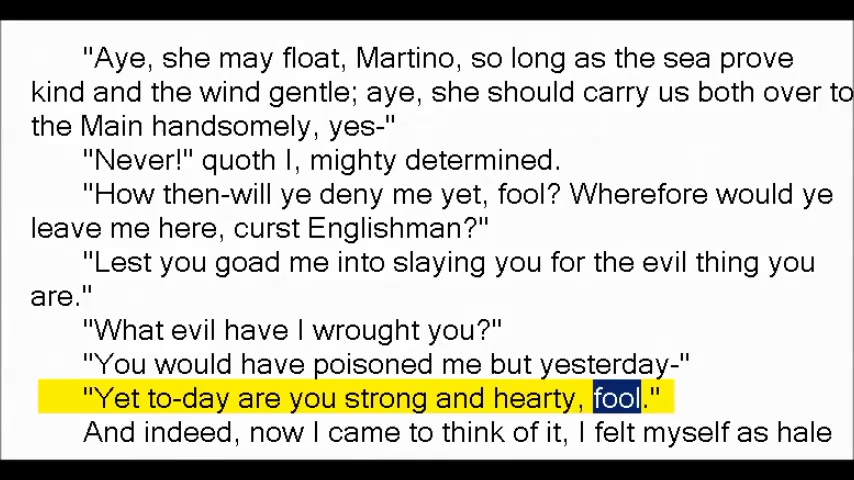 "Aye, she may float, Martino, so long as the sea prove
kind and the wind gentle; aye, she should carry us both over to
the Main handsomely, yes-"
"Never!" quoth I, mighty determined.
"How then-will ye deny me yet, fool? Wherefore would ye
leave me here, curst Englishman?"
"Lest you goad me into slaying you for the evil thing you
are."
"What evil have I wrought you?"
"You would have poisoned me but yesterday-"
"Yet to-day are you strong and hearty, fool."
And indeed, now I came to think of it, I felt myself as hale